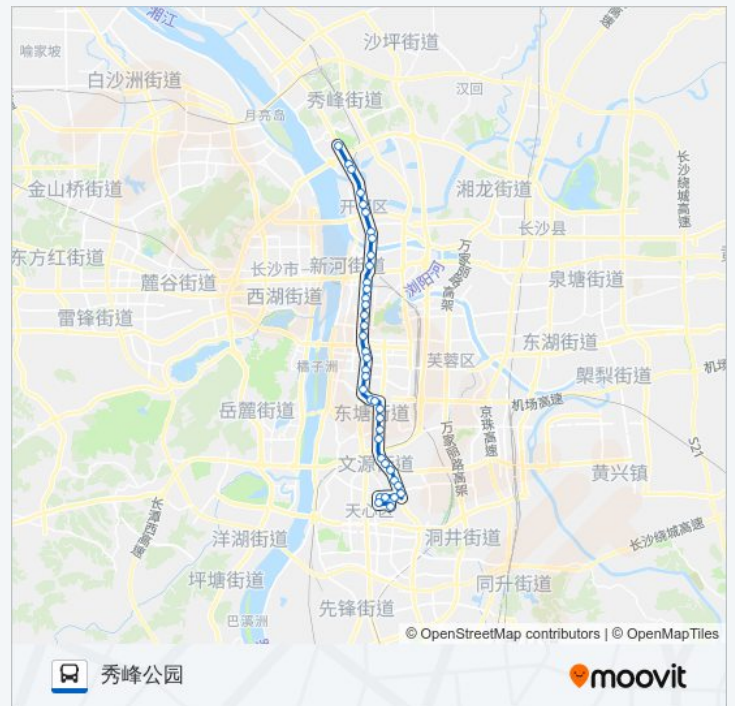 湘江
沙坪街道
喻家坡
白沙洲街道
秀峰街道
汉回
月亮岛
金山桥街道
湘龙街道
长沙绕城高速
开福区
长沙县
东方红街道
长沙市
新河街道
万家丽路高架
麓谷街道
浏阳河
泉塘街道
西湖街道
雷锋街道
东湖街道
橘子洲
芙蓉区
㮾梨街道
机场
岳麓街道
东塘街道
京珠高速
机场高速
S21
文源街道
万家丽路高架
黄兴镇
天心区
长潭西高速
洋湖街道
洞井街道
长沙绕城高速
坪塘街道
同升街道
先锋街道
巴溪洲
© OpenStreetMap contributors | © OpenMapTiles
秀峰公园
moovit